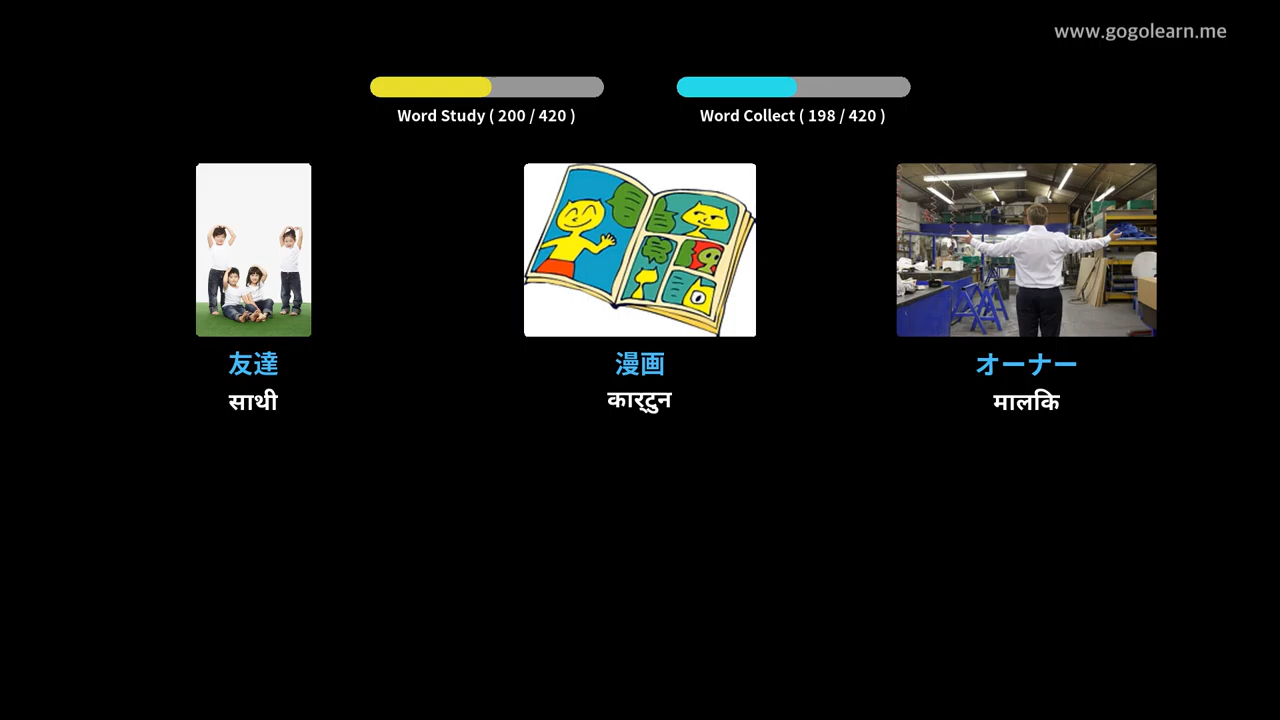 www.gogolearn.me
Word Study ( 200 / 420 )
Word Collect ( 198 / 420 )
友達
漫画
オーナー
साथी
कार्टुन
मालिक